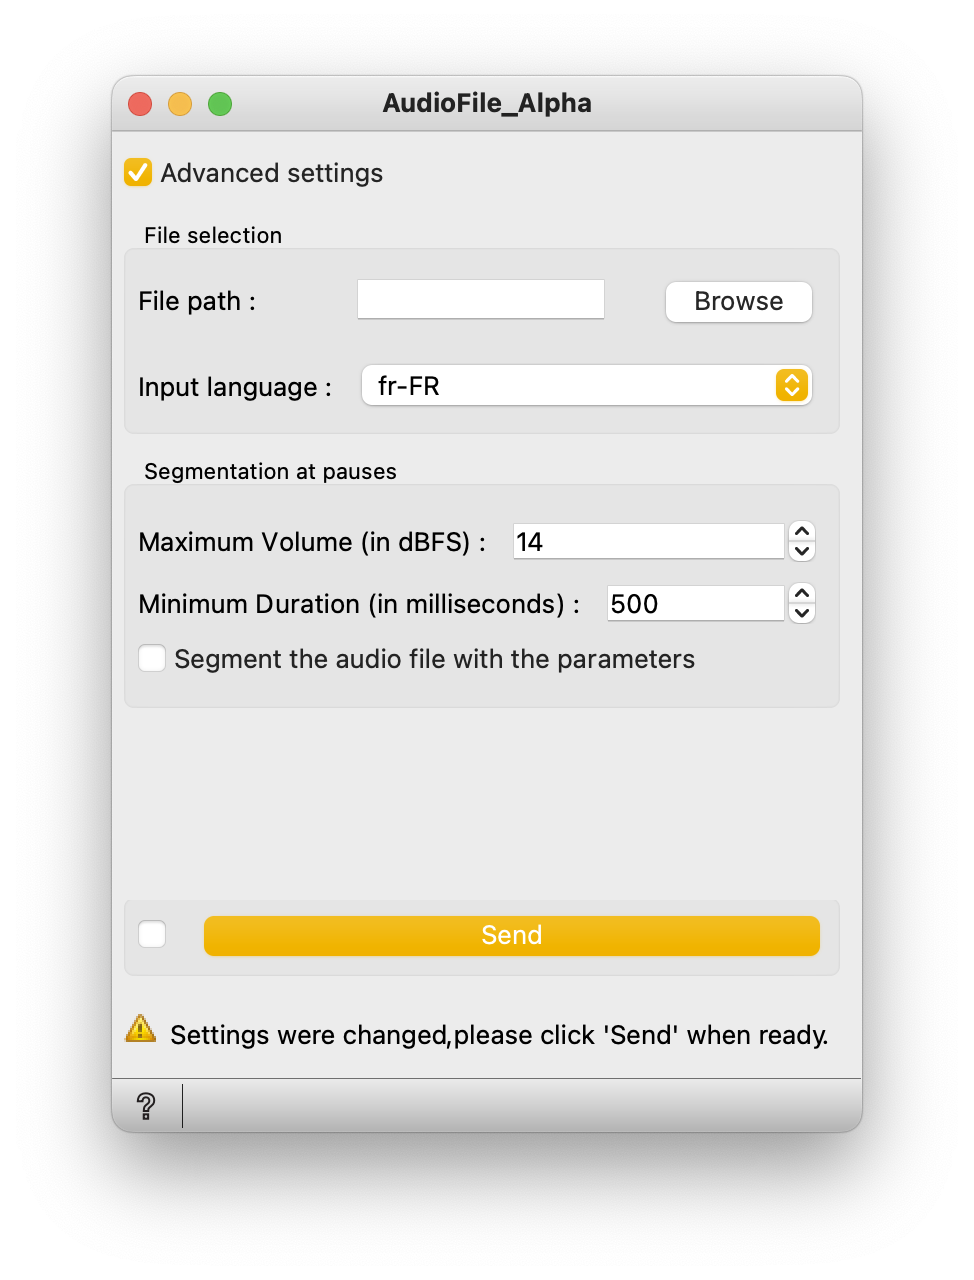 AudioFile_Alpha
Advanced settings
File selection
File path :
Browse
Input language :
fr-FR
Segmentation at pauses
Maximum Volume (in dBFS) :
14
Minimum Duration (in milliseconds) :
500
Segment the audio file with the parameters
Send
Settings were changed,please click 'Send' when ready.
?